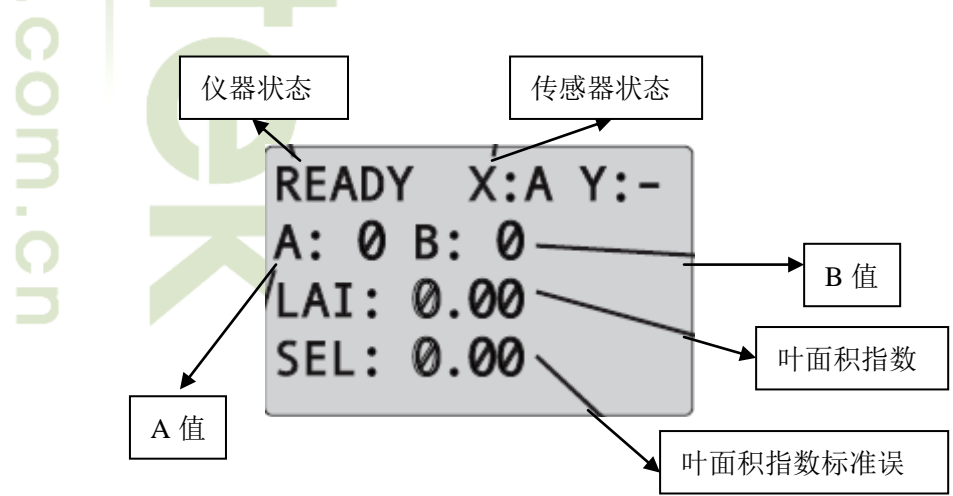 仪器状态
传感器状态
READY X:A Y:-
A: 0 B: 0
LAI: 0.00
SEL: 0.00
B 值
叶面积指数
A 值
叶面积指数标准误
tek
.com.cn